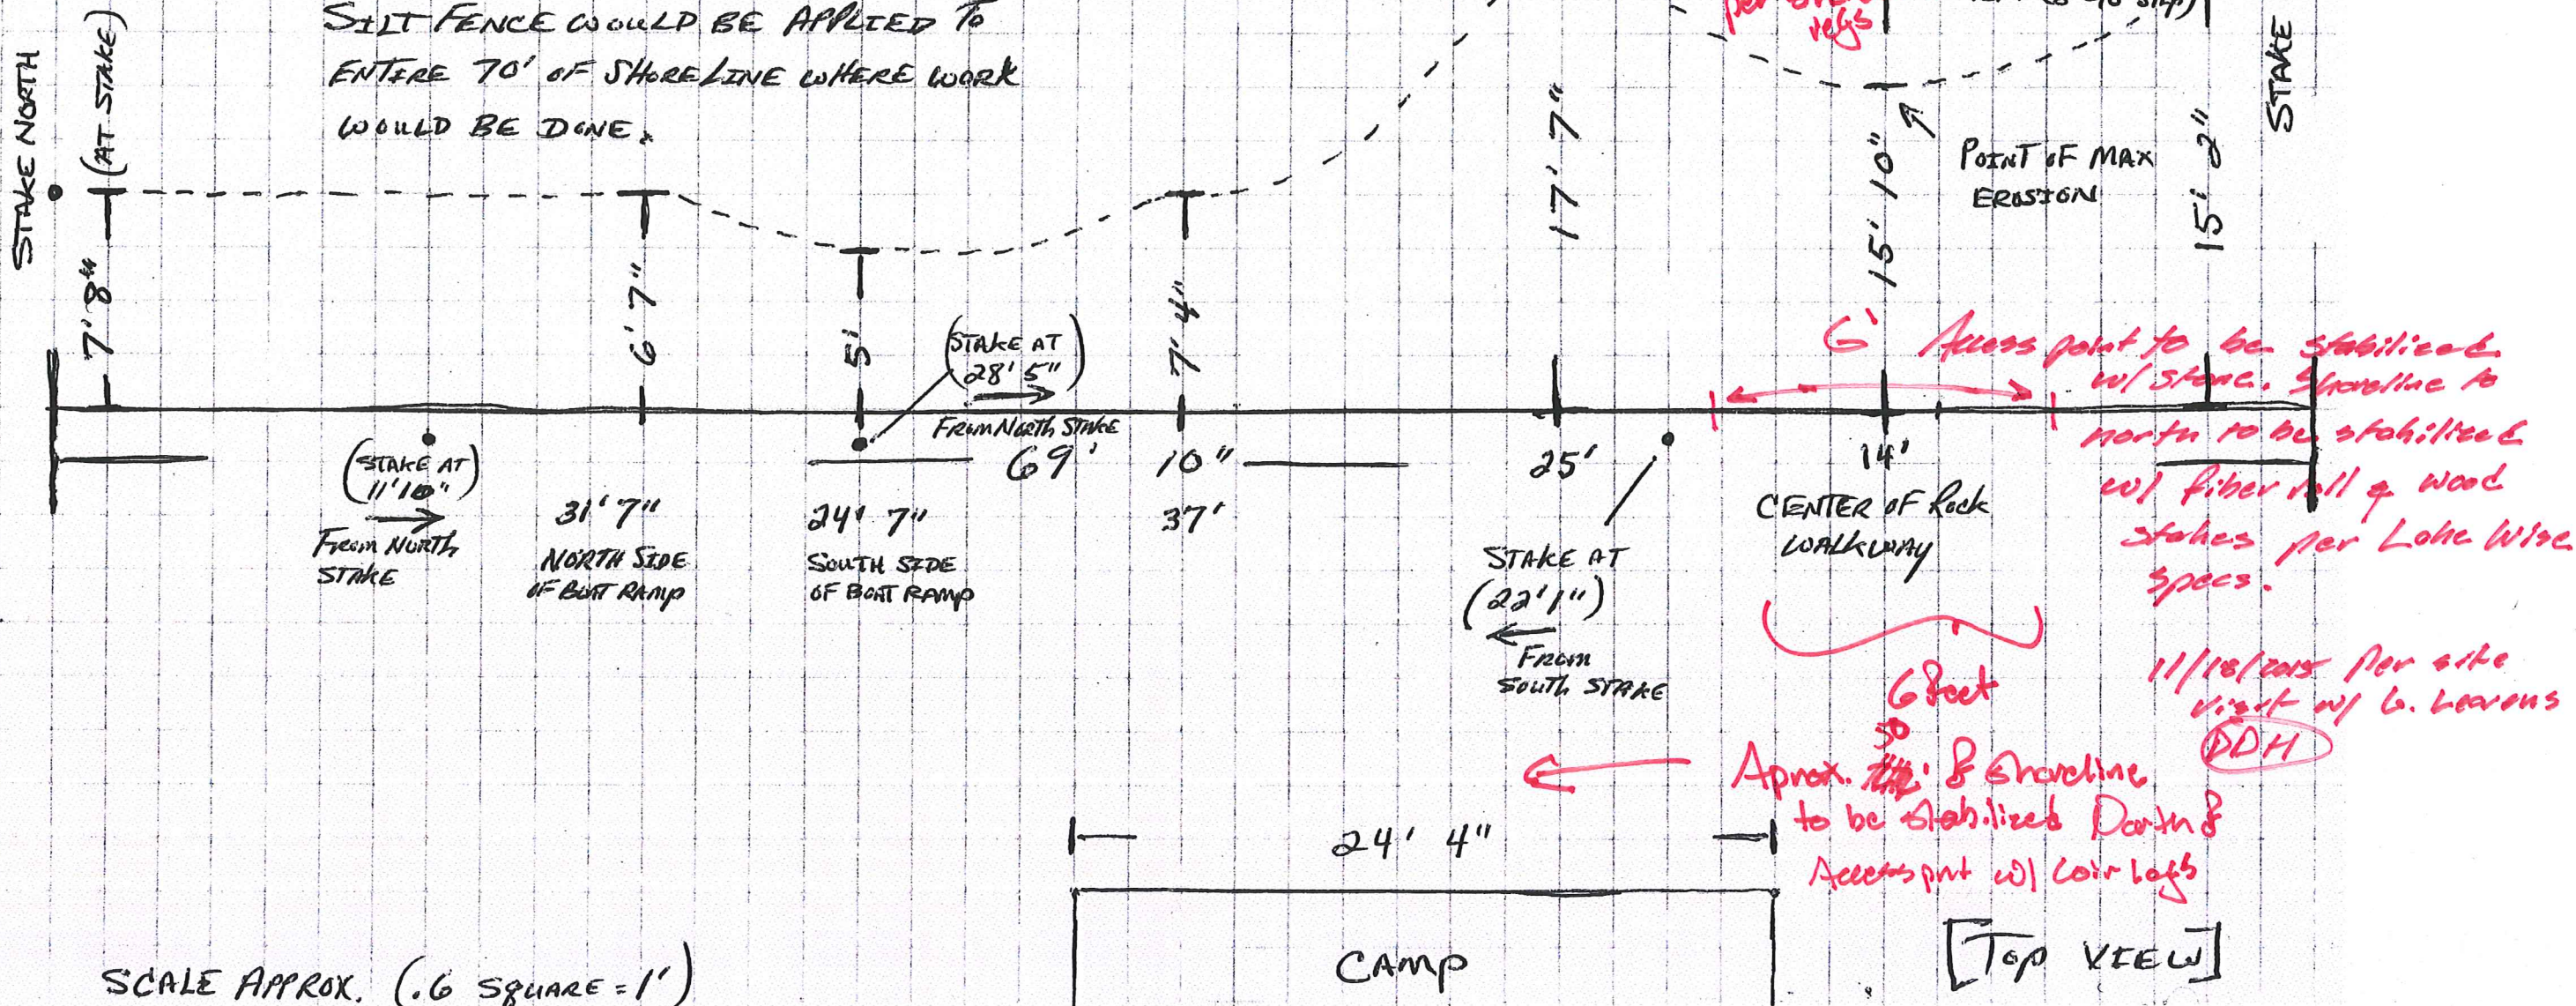 SILT FENCE WOULD BE APPLIED TO
ENTIRE 70' OF SHORELINE WHERE WORK
WOULD BE DONE.
regs
STAKE NORTH
(AT STAKE)
STAKE
7' 8"
6' 7"
5'
7' 4"
17' 7"
15' 10"
15' 2"
POINT OF MAX
EROSION
(STAKE AT
28' 5")
FROM NORTH STAKE
6' Access point to be stabilized
w/ stone. Shoreline to
north to be stabilized
w/ fiber roll & wood
stakes per Lake Wise
specs.
(STAKE AT
11' 10")
FROM NORTH
STAKE
69' 10"
31' 7"
NORTH SIDE
OF BOAT RAMP
24' 7"
SOUTH SIDE
OF BOAT RAMP
37'
25'
14'
CENTER OF ROCK
WALKWAY
STAKE AT
(22' 1")
FROM
SOUTH STAKE
6 feet
11/18/2015 Per site
visit w/ G. Leavens
DDH
50
Aprox. of shoreline
to be stabilized
Access pnt w/ coir logs
24' 4"
CAMP
[TOP VIEW]
SCALE APPROX. (.6 SQUARE = 1')